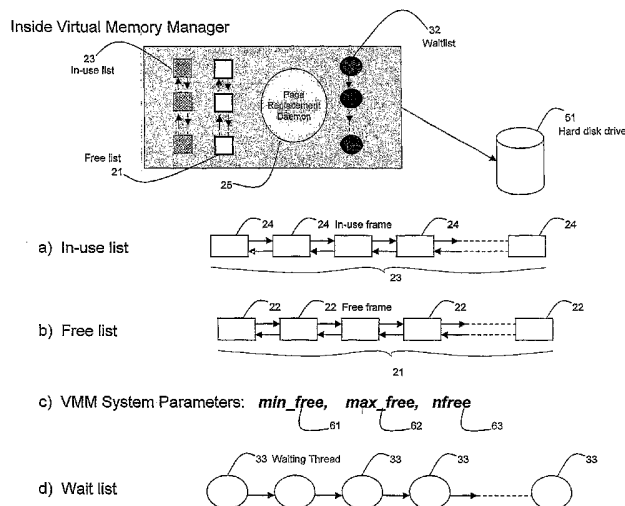 Inside Virtual Memory Manager
32
Waitlist
23
In-use list
Page
Replacement
Daemon
51
Hard disk drive
Free list
21
25
24 24 In-use frame 24 24
a) In-use list
23
22 22 Free frame 22 22
b) Free list
21
c) VMM System Parameters: min_free, max_free, nfree
61 62 63
33 Waiting Thread 33 33 33
d) Wait list